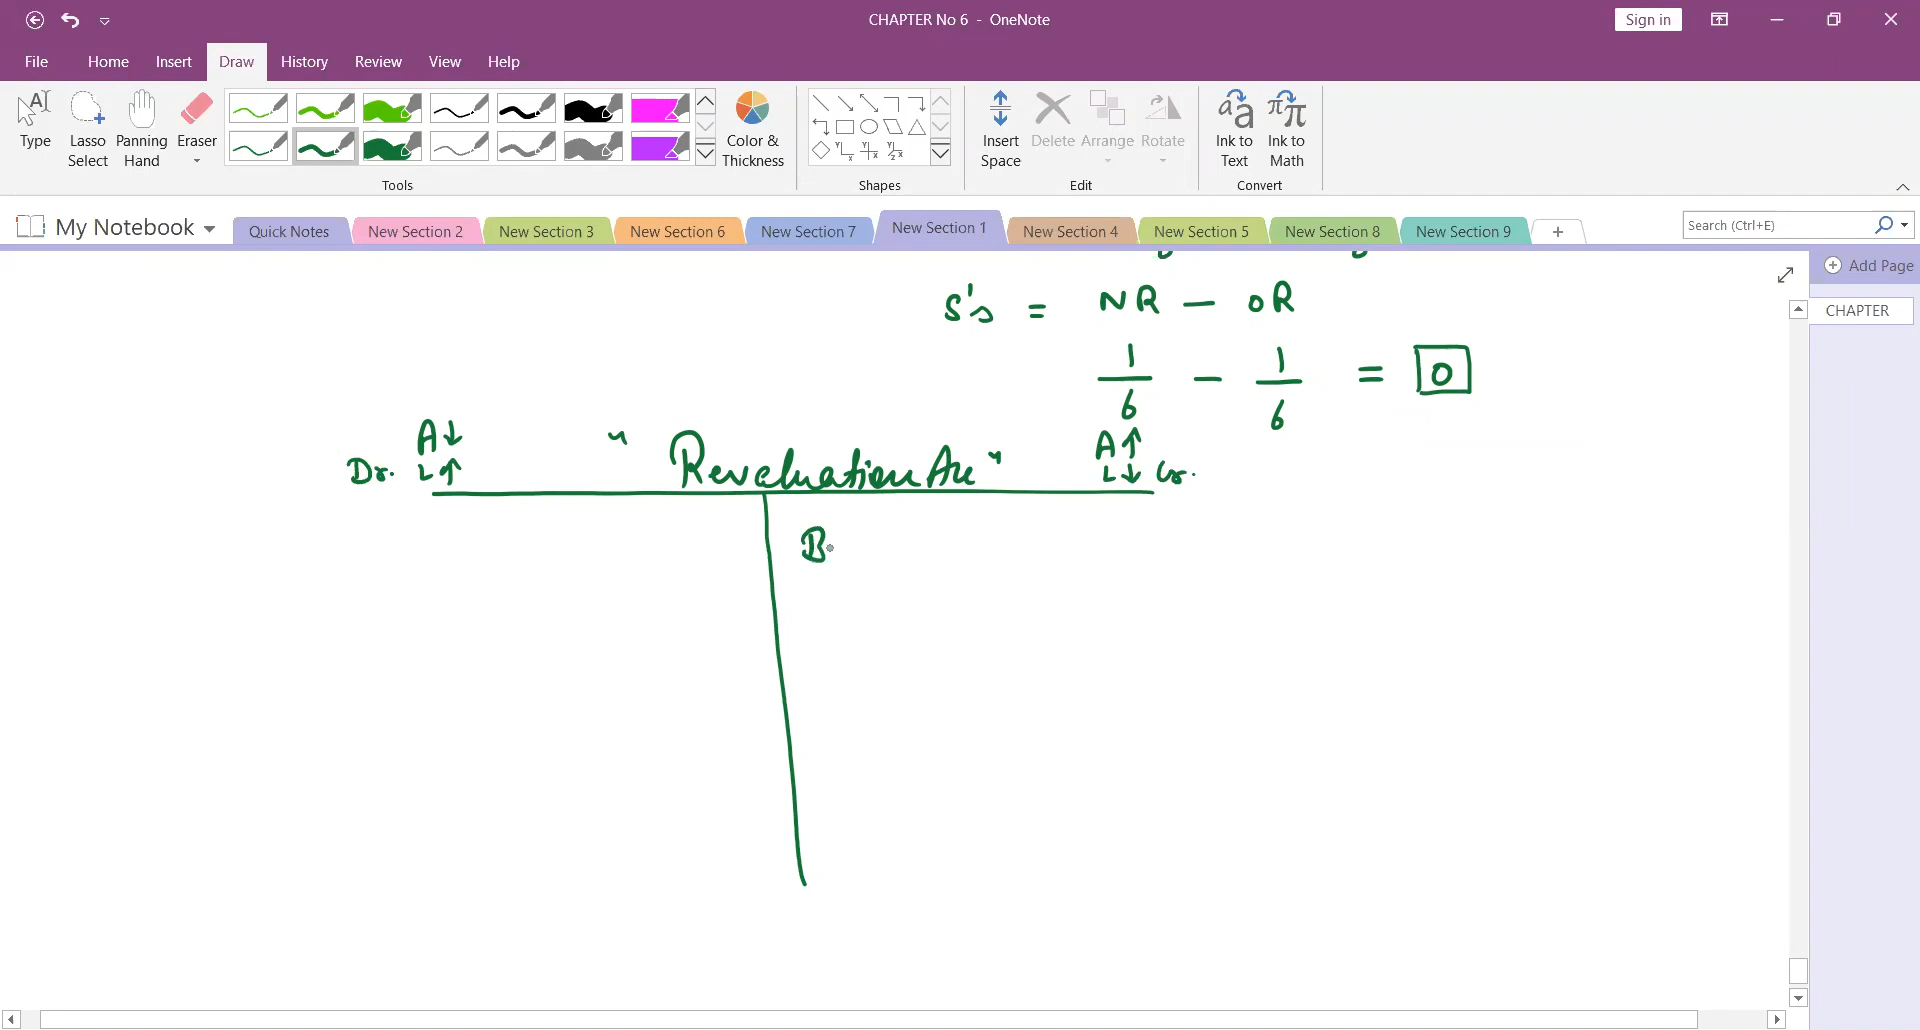 CHAPTER No 6 - OneNote
Sign in
File Home Insert Draw History Review View Help
Type
Lasso Select
Panning Hand
Eraser
Color & Thickness
Insert Space
Delete
Arrange
Rotate
Ink to Text
Ink to Math
Tools
Shapes
Edit
Convert
My Notebook
Quick Notes
New Section 2
New Section 3
New Section 6
New Section 7
New Section 1
New Section 4
New Section 5
New Section 8
New Section 9
Search (Ctrl+E)
Add Page
CHAPTER
S's = NR - OR
1/6 - 1/6 = 0
A↓ A↑
Dr. L↑ " Revaluation A/c " L↓ Cr.
B